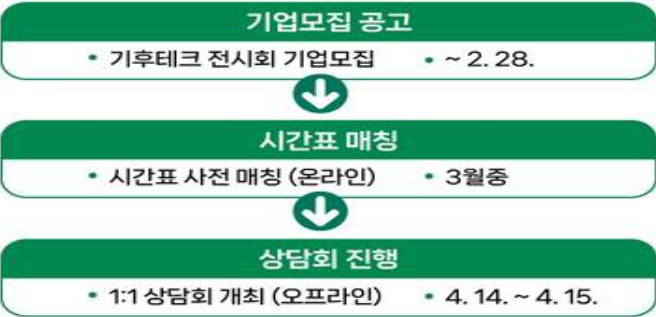 기업모집 공고
• 기후테크 전시회 기업모집 • ~ 2. 28.
시간표 매칭
• 시간표 사전 매칭 (온라인) • 3월중
상담회 진행
• 1:1 상담회 개최 (오프라인) • 4. 14. ~ 4. 15.